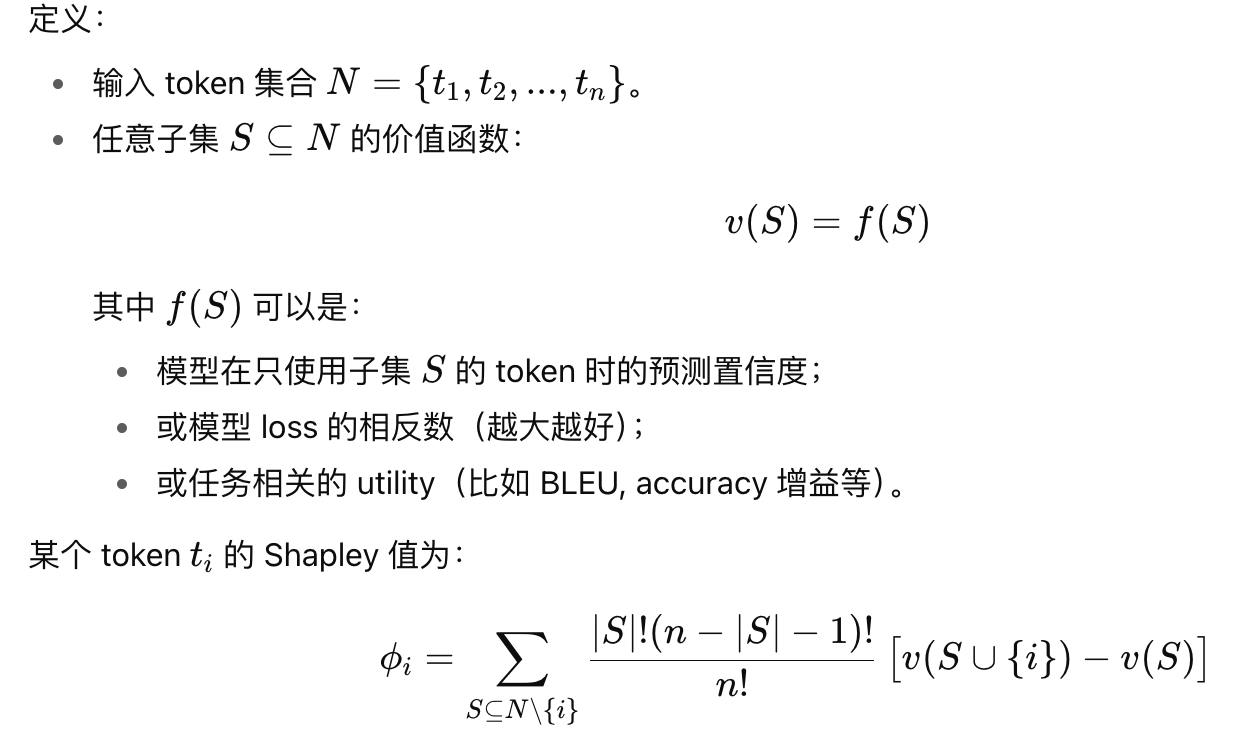 定义：
• 输入 token 集合 $N = \{t_1, t_2, ..., t_n\}$。
• 任意子集 $S \subseteq N$ 的价值函数：
$v(S) = f(S)$
其中 $f(S)$ 可以是：
• 模型在只使用子集 $S$ 的 token 时的预测置信度；
• 或模型 loss 的相反数（越大越好）；
• 或任务相关的 utility（比如 BLEU, accuracy 增益等）。
某个 token $t_i$ 的 Shapley 值为：
$\phi_i = \sum_{S \subseteq N \setminus \{i\}} \frac{|S|!(n - |S| - 1)!}{n!} \left[ v(S \cup \{i\}) - v(S) \right]$